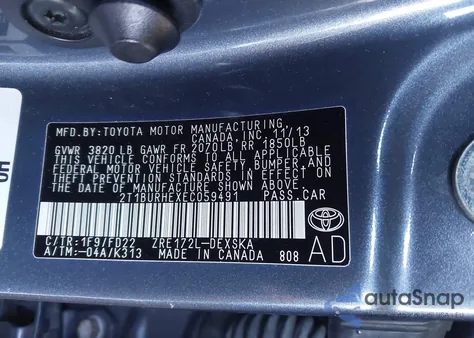 MFD.BY:TOYOTA MOTOR MANUFACTURING,
CANADA, INC. 11/13
GVWR 3820 LB GAWR FR 2070LB RR 1850LB
THIS VEHICLE CONFORMS TO ALL APPLICABLE
FEDERAL MOTOR VEHICLE SAFETY, BUMPER, AND
THEFT PREVENTION STANDARDS IN EFFECT ON
THE DATE OF MANUFACTURE SHOWN ABOVE.
2T1BURHEXEC059491 PASS.CAR
C/TR:1F9/FD22 ZRE172L-DEXSKA
A/TM:-04A/K313 MADE IN CANADA 808
AD
autoSnap